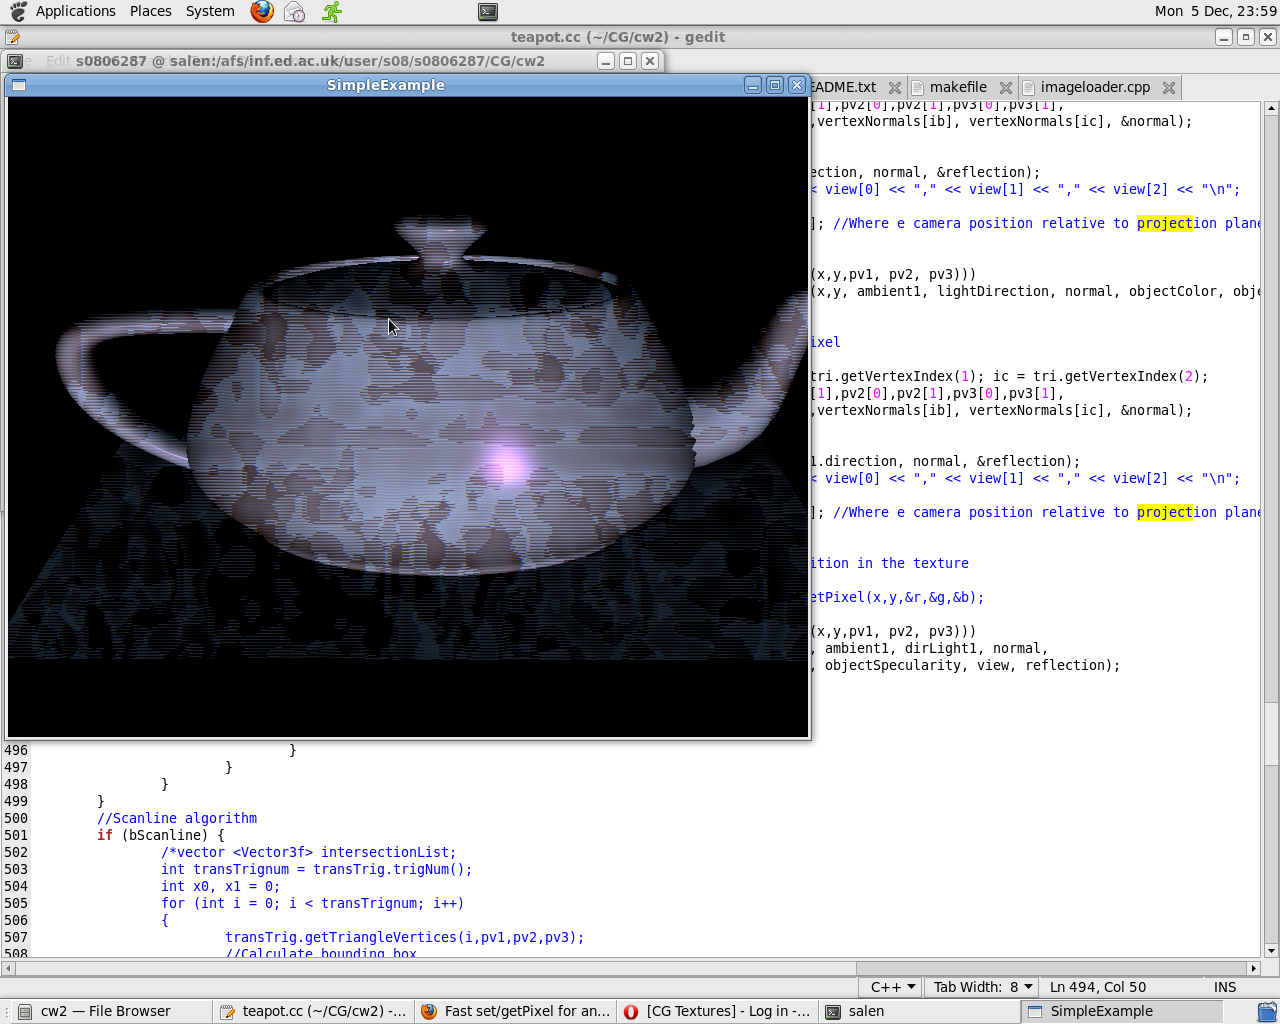 Applications Places System Mon 5 Dec, 23:59
teapot.cc (~/CG/cw2) - gedit
s0806287 @ salen:/afs/inf.ed.ac.uk/user/s08/s0806287/CG/cw2
SimpleExample
README.txt makefile imageloader.cpp
[1],pv2[0],pv2[1],pv3[0],pv3[1],
,vertexNormals[ib], vertexNormals[ic], &normal);
ection, normal, &reflection);
< view[0] << "," << view[1] << "," << view[2] << "\n";
]; //Where e camera position relative to projection plane
(x,y,pv1, pv2, pv3)))
(x,y, ambient1, lightDirection, normal, objectColor, obje
ixel
tri.getVertexIndex(1); ic = tri.getVertexIndex(2);
[1],pv2[0],pv2[1],pv3[0],pv3[1],
,vertexNormals[ib], vertexNormals[ic], &normal);
1.direction, normal, &reflection);
< view[0] << "," << view[1] << "," << view[2] << "\n";
]; //Where e camera position relative to projection plane
ition in the texture
etPixel(x,y,&r,&g,&b);
(x,y,pv1, pv2, pv3)))
, ambient1, dirLight1, normal,
, objectSpecularity, view, reflection);
496 }
497 }
498 }
499 }
500 //Scanline algorithm
501 if (bScanline) {
502 /*vector <Vector3f> intersectionList;
503 int transTrignum = transTrig.trigNum();
504 int x0, x1 = 0;
505 for (int i = 0; i < transTrignum; i++)
506 {
507 transTrig.getTriangleVertices(i,pv1,pv2,pv3);
508 //Calculate bounding box
C++ Tab Width: 8 Ln 494, Col 50 INS
cw2 — File Browser teapot.cc (~/CG/cw2) -... Fast set/getPixel for an... [CG Textures] - Log in -... salen SimpleExample